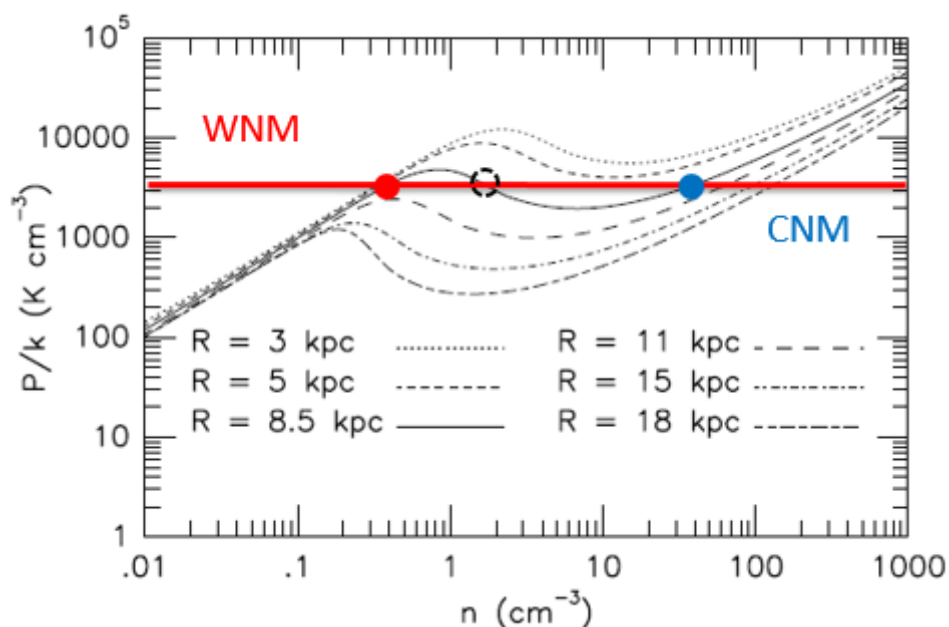 10⁵
10000
1000
100
10
1
P/k (K cm⁻³)
WNM
CNM
R = 3 kpc
R = 5 kpc
R = 8.5 kpc
R = 11 kpc
R = 15 kpc
R = 18 kpc
.01 .1 1 10 100 1000
n (cm⁻³)